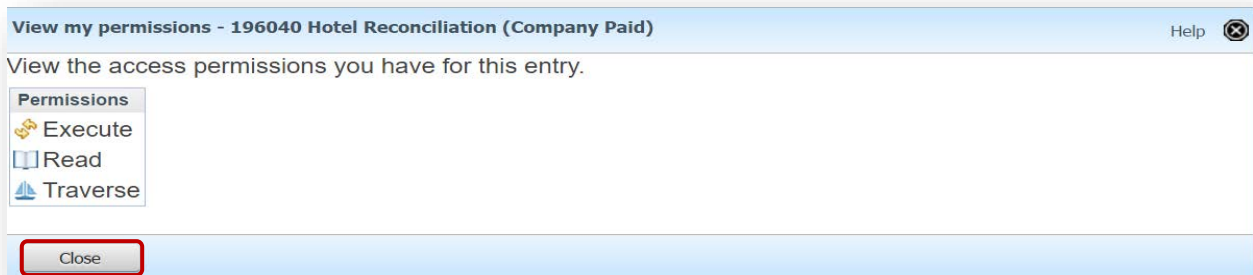 View my permissions - 196040 Hotel Reconciliation (Company Paid)
Help
View the access permissions you have for this entry.
Permissions
Execute
Read
Traverse
Close